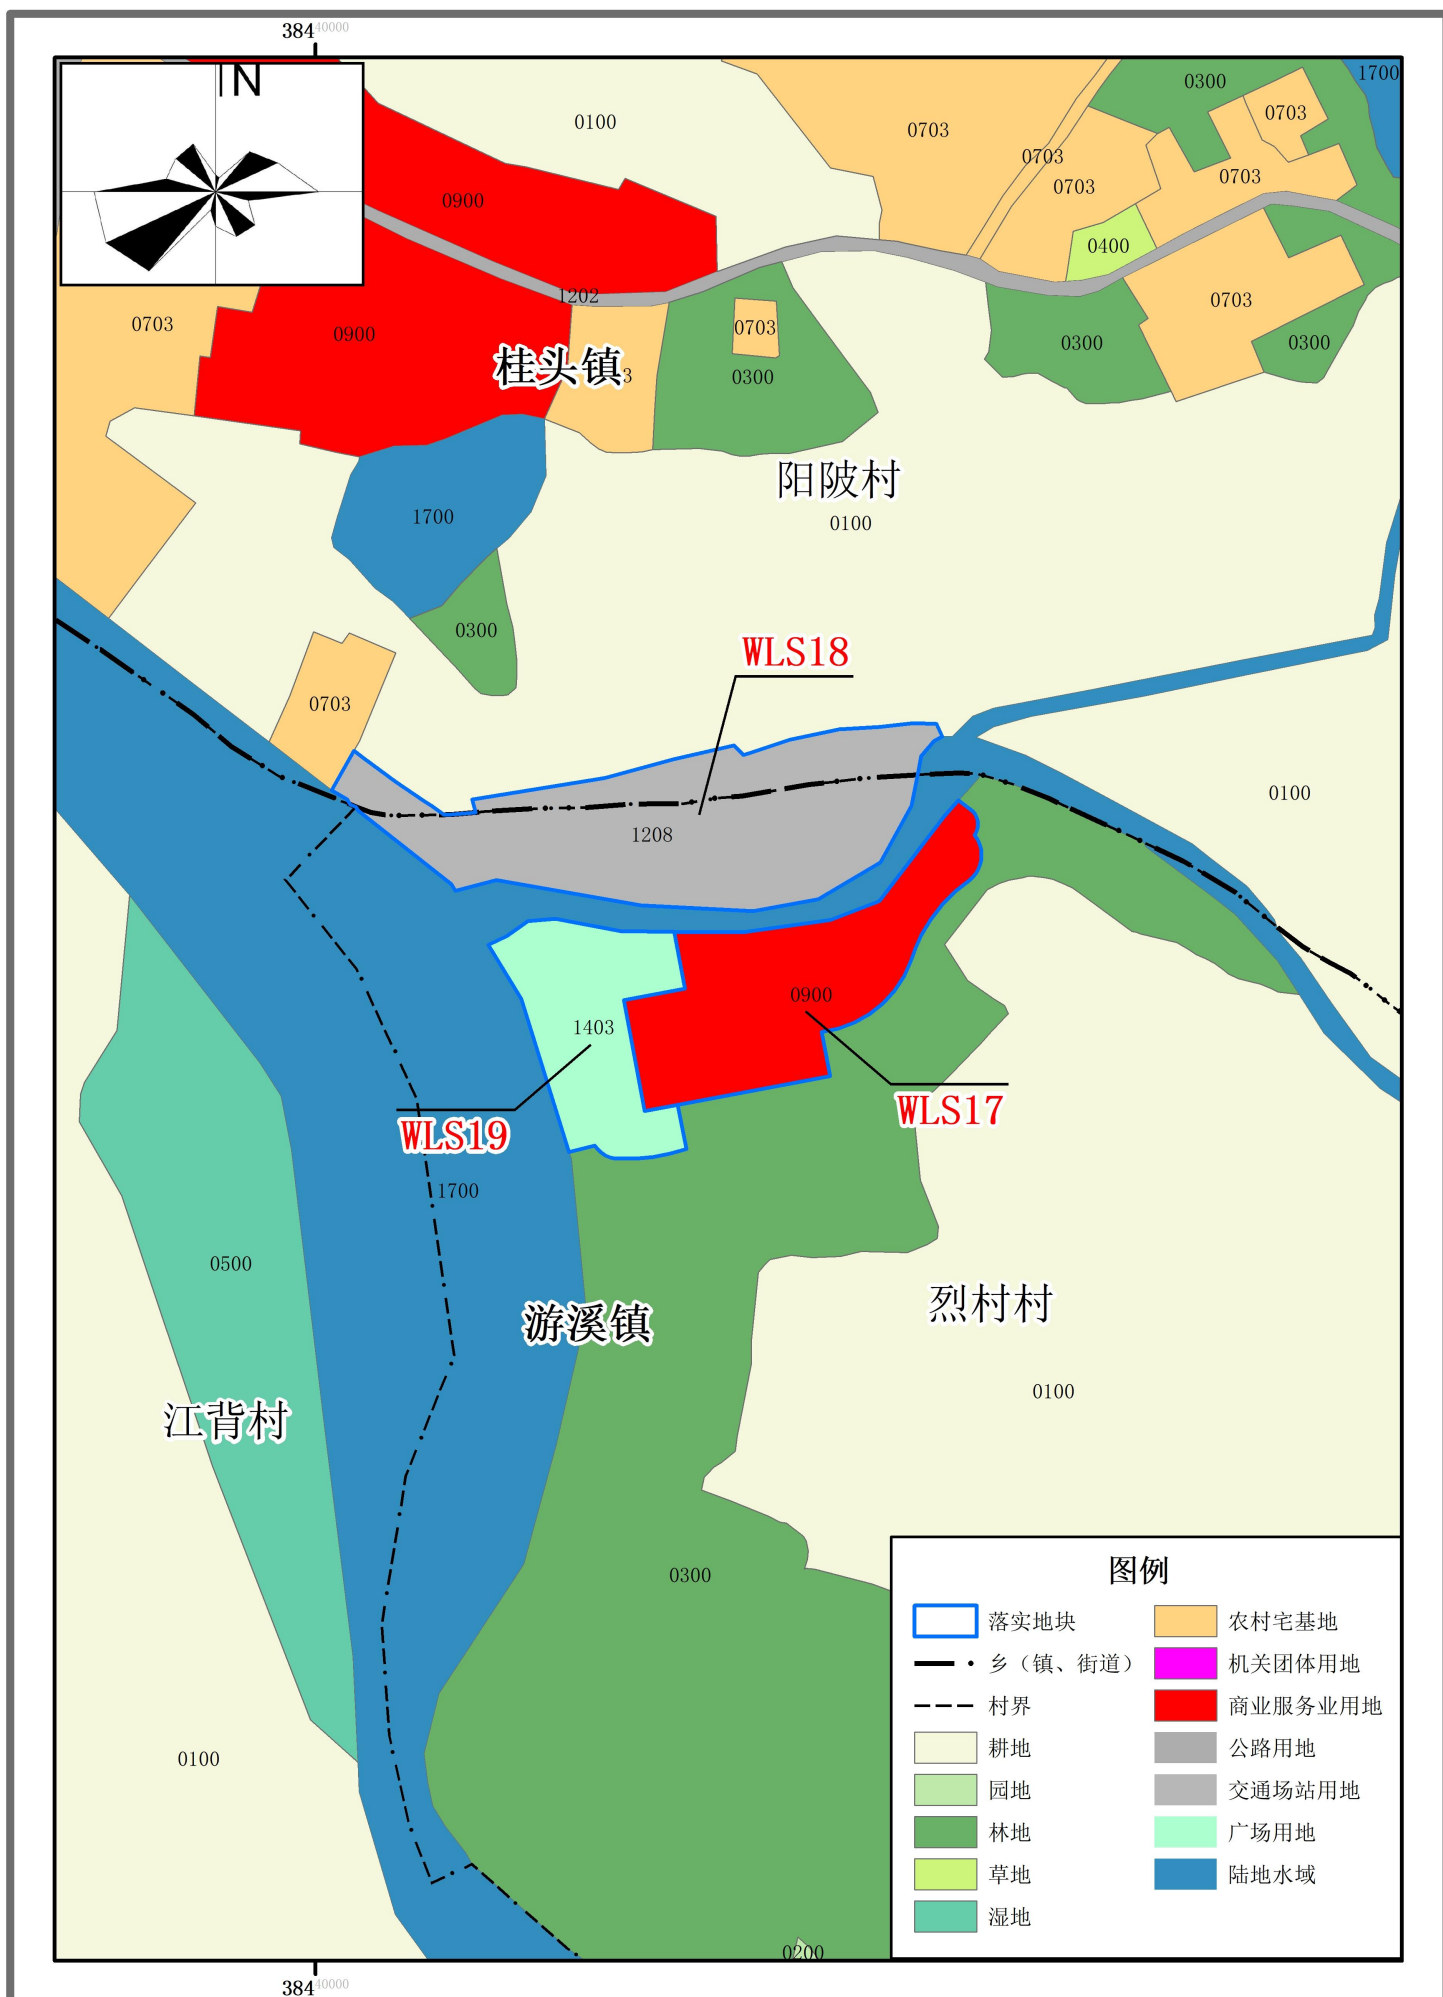 38440000
N
0100
0300
1700
0703
0703
0703
0703
0703
0900
0400
1202
0703
0703
0703
0900
0300
0300
桂头镇
3
0300
阳陂村
1700
0100
0300
WLS18
0703
0100
1208
0900
1403
WLS17
WLS19
1700
0500
烈村村
游溪镇
0100
江背村
0300
0100
0200
图例
落实地块
农村宅基地
乡（镇、街道）
机关团体用地
村界
商业服务业用地
耕地
公路用地
园地
交通场站用地
林地
广场用地
草地
陆地水域
湿地
38440000